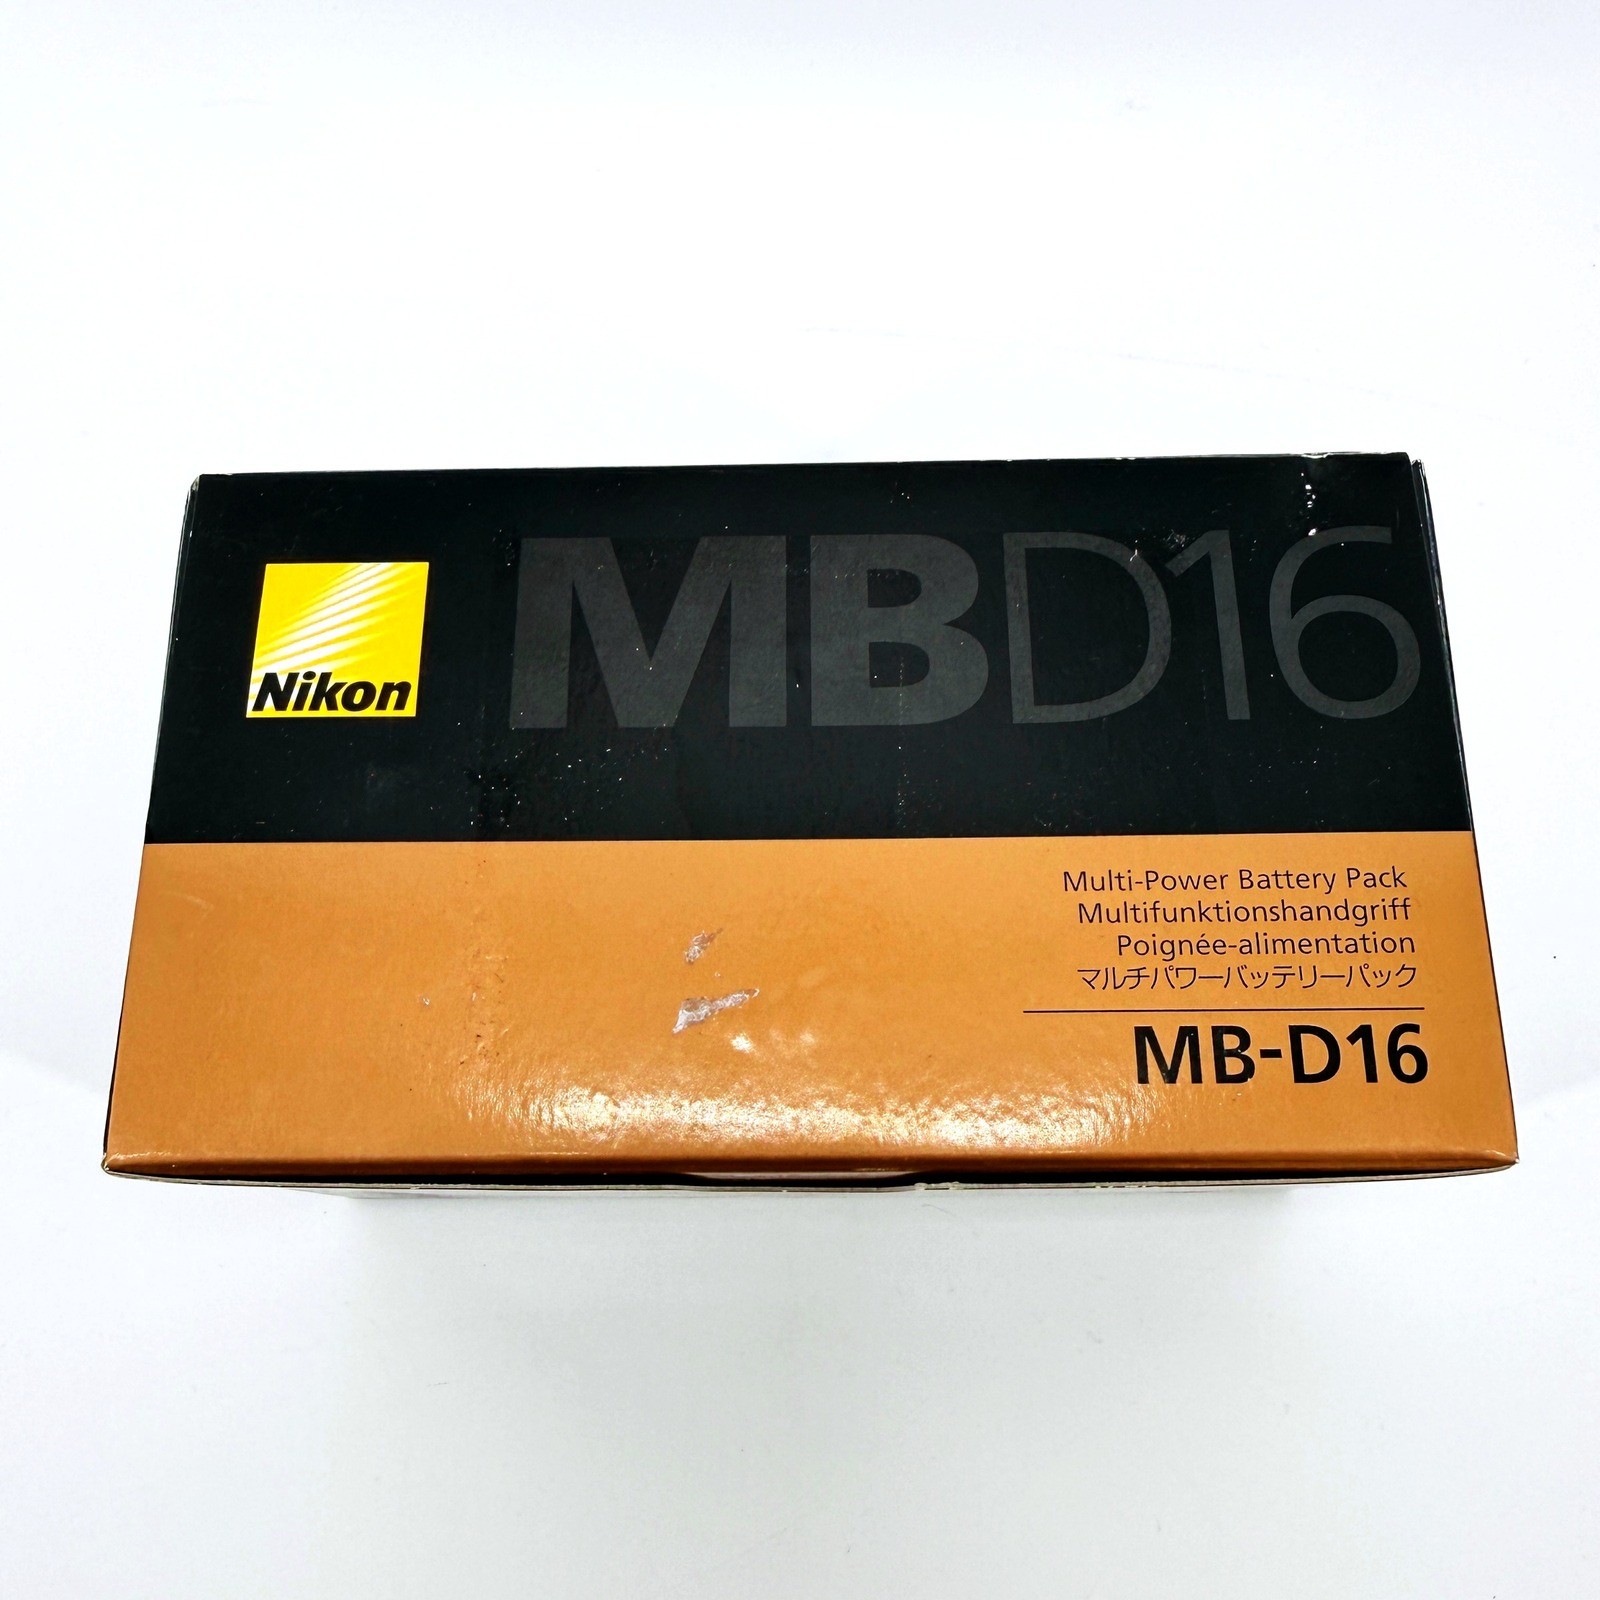 MBD16
Nikon
Multi-Power Battery Pack
Multifunktionshandgriff
Poignée-alimentation
マルチパワーバッテリーパック
MB-D16